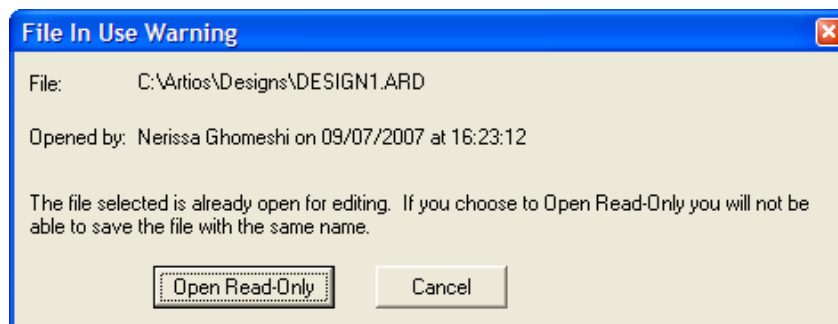 File In Use Warning
File: C:\Artios\Designs\DESIGN1.ARD
Opened by: Nerissa Ghomeshi on 09/07/2007 at 16:23:12
The file selected is already open for editing. If you choose to Open Read-Only you will not be
able to save the file with the same name.
Open Read-Only Cancel